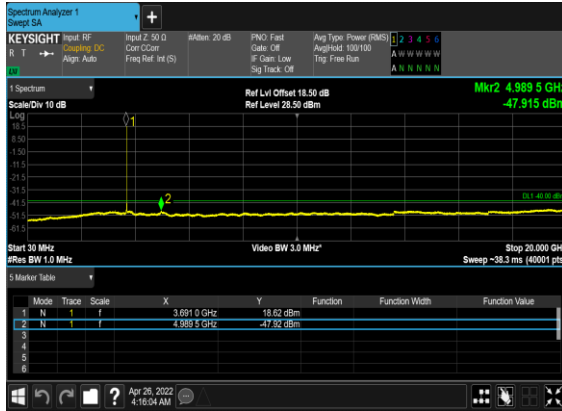 Spectrum Analyzer 1
Swept SA
+
KEYSIGHT Input: RF Input Z: 50 Ω #Atten: 20 dB PNO: Fast Avg Type: Power (RMS) 1 2 3 4 5 6
R T Coupling: DC Corr CCorr Gate: Off Avg|Hold: 100/100 A W W W W W
Align: Auto Freq Ref: Int (S) IF Gain: Low Trig: Free Run
LU Sig Track: Off A N N N N N
1 Spectrum Ref Lvl Offset 18.50 dB Mkr2 4.989 5 GHz
Scale/Div 10 dB Ref Level 28.50 dBm -47.915 dBm
Log
18.5
8.50
-1.50
-11.5
-21.5
-31.5
-41.5
-51.5
-61.5
1
2
DL1 -40.00 dBm
Start 30 MHz Video BW 3.0 MHz* Stop 20.000 GHz
#Res BW 1.0 MHz Sweep ~38.3 ms (40001 pts)
5 Marker Table
Mode Trace Scale X Y Function Function Width Function Value
1 N 1 f 3.691 0 GHz 18.62 dBm
2 N 1 f 4.989 5 GHz -47.92 dBm
3
4
5
6
? Apr 26, 2022
4:16:04 AM